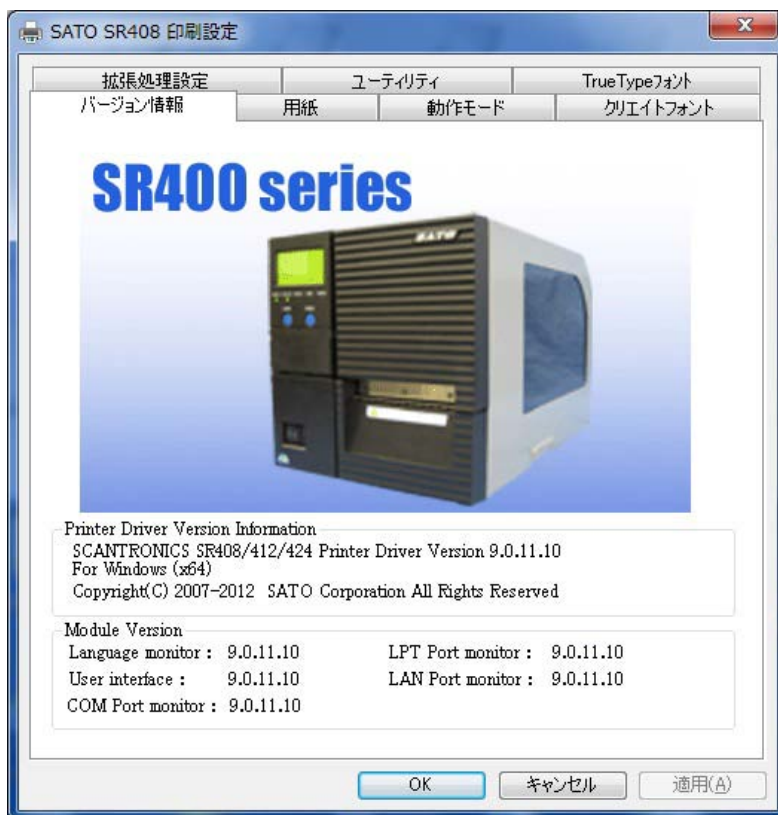 SATO SR408 印刷設定
拡張処理設定 ユーティリティ TrueTypeフォント
バージョン情報 用紙 動作モード クリエイトフォント
SR400 series
SATO
Printer Driver Version Information
SCANTRONICS SR408/412/424 Printer Driver Version 9.0.11.10
For Windows (x64)
Copyright(C) 2007-2012 SATO Corporation All Rights Reserved
Module Version
Language monitor : 9.0.11.10 LPT Port monitor : 9.0.11.10
User interface : 9.0.11.10 LAN Port monitor : 9.0.11.10
COM Port monitor : 9.0.11.10
OK キャンセル 適用(A)